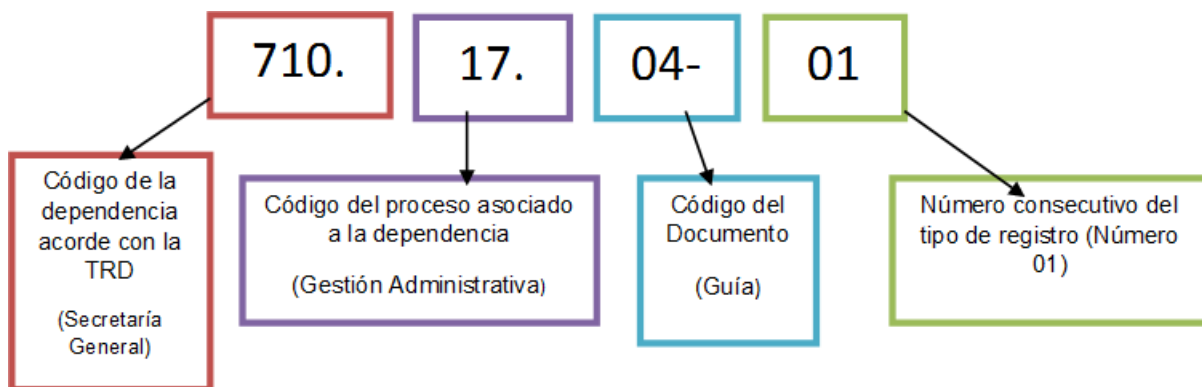 710.
17.
04-
01
Código de la
dependencia
acorde con la
TRD
(Secretaría
General)
Código del proceso asociado
a la dependencia
(Gestión Administrativa)
Código del
Documento
(Guía)
Número consecutivo del
tipo de registro (Número
01)